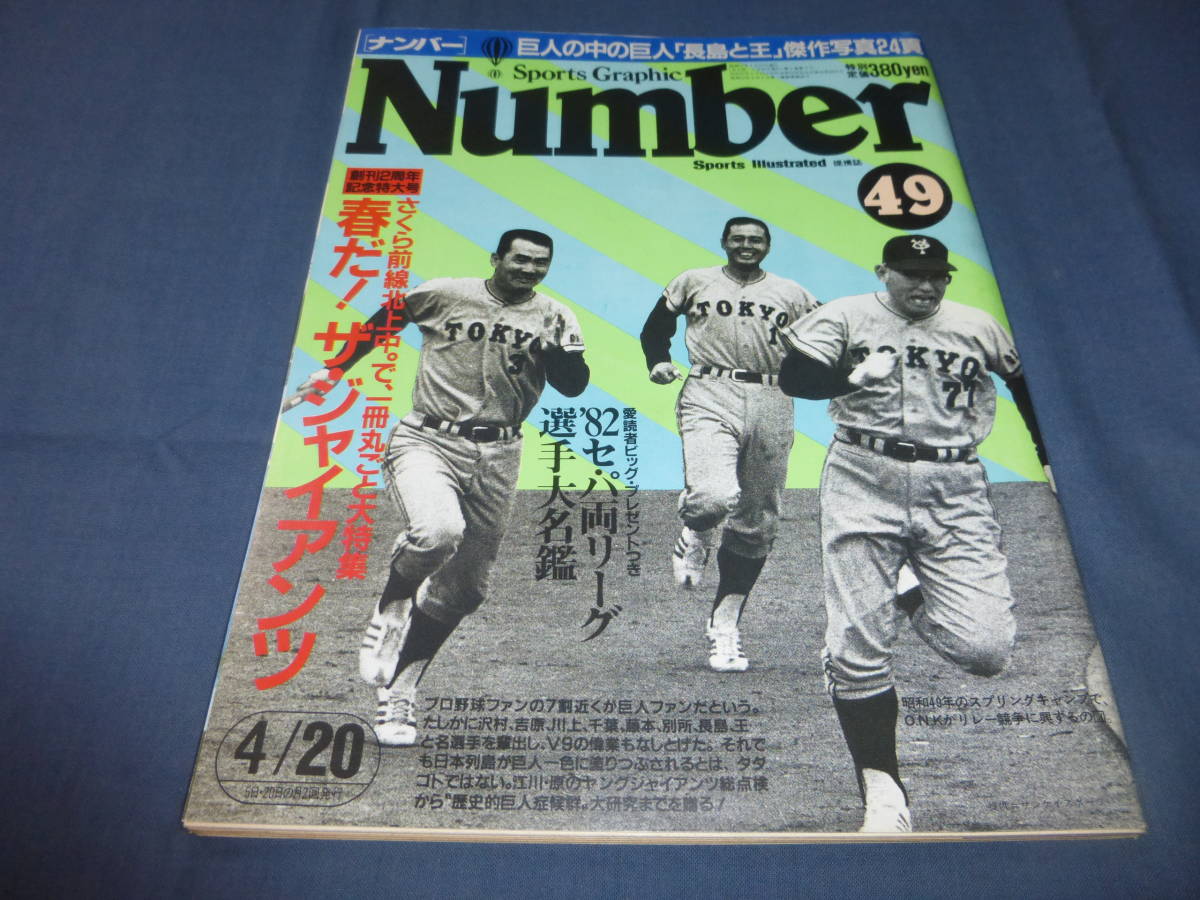 [ナンバー]
巨人の中の巨人「長島と王」傑作写真24頁
Sports Graphic
特別
定価380yen
Number
Sports Illustrated 提携誌
49
創刊2周年
記念特大号
さくら前線北上中。で、一冊丸ごと大特集
春だ!ザ・ジャイアンツ
TOKYO
3
TOKYO
1
TOKYO
77
愛読者ビッグ・プレゼントつき
'82セ・パ両リーグ
選手大名鑑
プロ野球ファンの7割近くが巨人ファンだという。
たしかに沢村、吉原、川上、千葉、藤本、別所、長島、王
と名選手を輩出し、V9の偉業もなしとげた。それで
も日本列島が巨人一色に塗りつぶされるとは、タダ
ゴトではない。江川・原のヤングジャイアンツ総点検
から"歴史的巨人症候群"大研究までを贈る!
昭和49年のスプリングキャンプで、
O.N.Kがリレー競争に興ずるの図
4/20
5日・20日の月2回発行